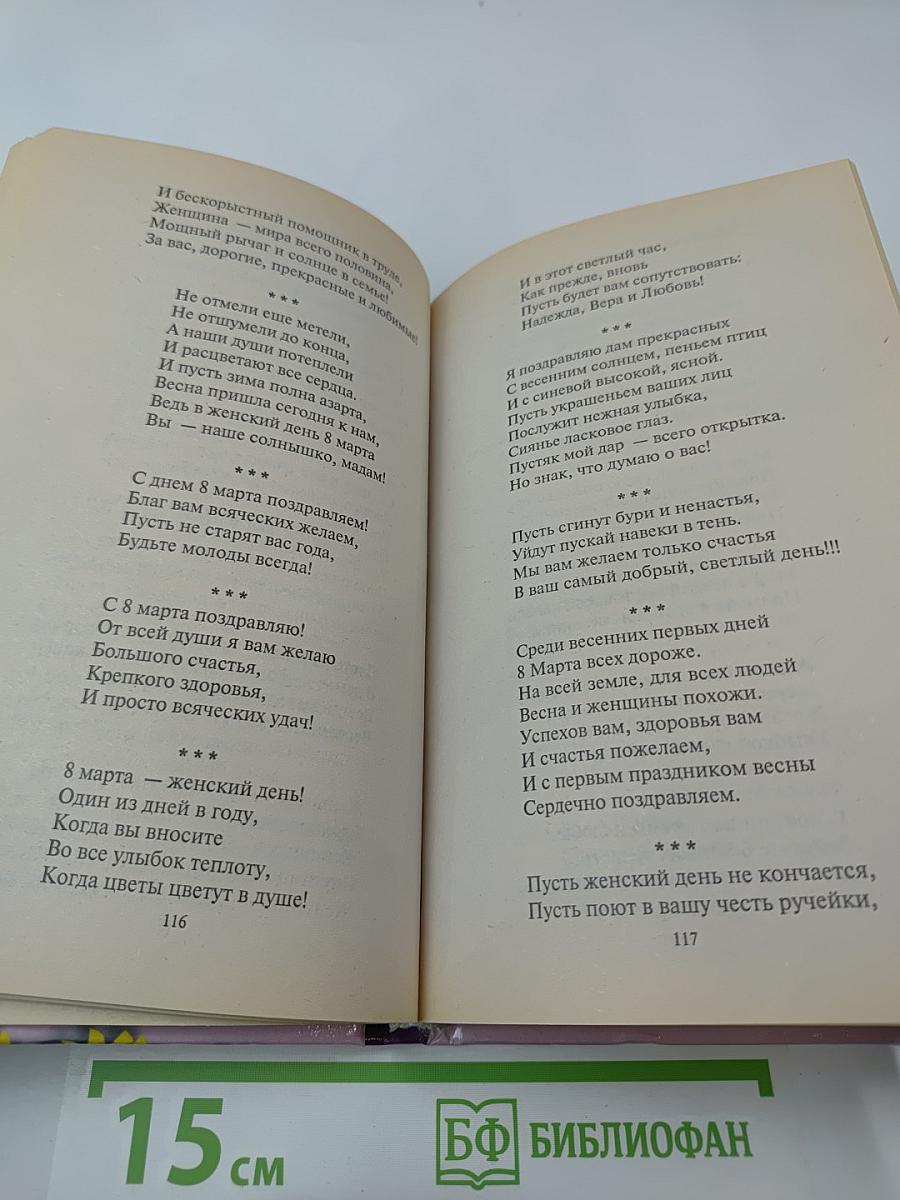 И бескорыстный помощник в труде,
Женщина — мира всего половина,
Мощный рычаг и солнце в семье!
За вас, дорогие, прекрасные и любимые!
* * *
Не отмели еще метели,
Не отшумели до конца,
А наши души потеплели
И расцветают все сердца.
И пусть зима полна азарта,
Весна пришла сегодня к нам,
Ведь в женский день 8 марта
Вы — наше солнышко, мадам!
* * *
С днем 8 марта поздравляем!
Благ вам всяческих желаем,
Пусть не старят вас года,
Будьте молоды всегда!
* * *
С 8 марта поздравляю!
От всей души я вам желаю
Большого счастья,
Крепкого здоровья,
И просто всяческих удач!
* * *
8 марта — женский день!
Один из дней в году,
Когда вы вносите
Во все улыбок теплоту,
Когда цветы цветут в душе!
116
И в этот светлый час,
Как прежде, вновь
Пусть будет вам сопутствовать:
Надежда, Вера и Любовь!
* * *
Я поздравляю дам прекрасных
С весенним солнцем, пеньем птиц
И с синевой высокой, ясной.
Пусть украшеньем ваших лиц
Послужит нежная улыбка,
Сиянье ласковое глаз.
Пустяк мой дар — всего открытка.
Но знак, что думаю о вас!
* * *
Пусть сгинут бури и ненастья,
Уйдут пускай навеки в тень.
Мы вам желаем только счастья
В ваш самый добрый, светлый день!!!
* * *
Среди весенних первых дней
8 Марта всех дороже.
На всей земле, для всех людей
Весна и женщины похожи.
Успехов вам, здоровья вам
И счастья пожелаем,
И с первым праздником весны
Сердечно поздравляем.
* * *
Пусть женский день не кончается,
Пусть поют в вашу честь ручейки,
117
15 см
БФ БИБЛИОФАН